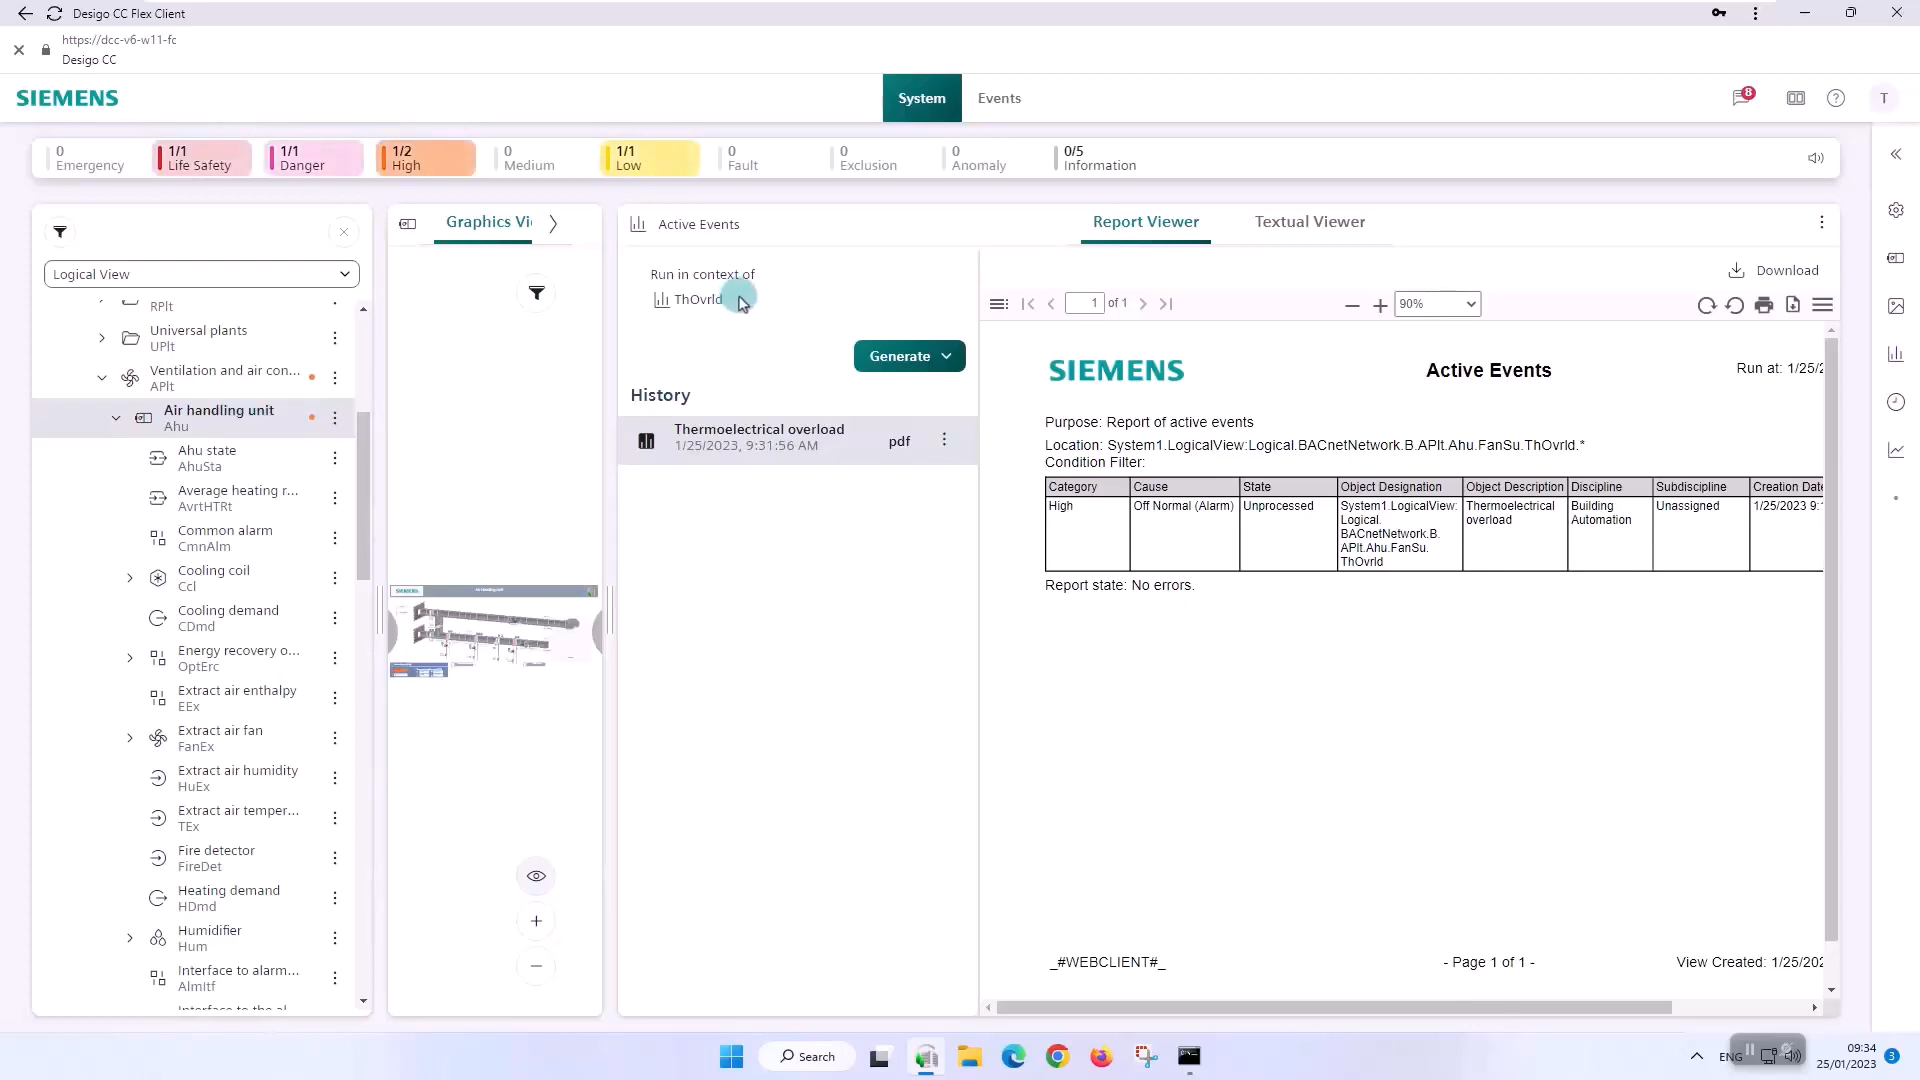 Desigo CC Flex Client
https://dcc-v6-w11-fc
Desigo CC
SIEMENS
System
Events
8
T
0
Emergency
1/1
Life Safety
1/1
Danger
1/2
High
0
Medium
1/1
Low
0
Fault
0
Exclusion
0
Anomaly
0/5
Information
Logical View
RPlt
Universal plants
UPlt
Ventilation and air con...
APlt
Air handling unit
Ahu
Ahu state
AhuSta
Average heating r...
AvrtHTRt
Common alarm
CmnAlm
Cooling coil
Ccl
Cooling demand
CDmd
Energy recovery o...
OptErc
Extract air enthalpy
EEx
Extract air fan
FanEx
Extract air humidity
HuEx
Extract air temper...
TEx
Fire detector
FireDet
Heating demand
HDmd
Humidifier
Hum
Interface to alarm...
AlmItf
Graphics Vi
SIEMENS
Active Events
Run in context of
ThOvrld
Generate
History
Thermoelectrical overload
1/25/2023, 9:31:56 AM
pdf
Report Viewer
Textual Viewer
Download
1 of 1
90%
SIEMENS
Active Events
Run at: 1/25/2
Purpose: Report of active events
Location: System1.LogicalView:Logical.BACnetNetwork.B.APlt.Ahu.FanSu.ThOvrld.*
Condition Filter:
Category Cause State Object Designation Object Description Discipline Subdiscipline Creation Date
High Off Normal (Alarm) Unprocessed System1.LogicalView: Thermoelectrical Building Unassigned 1/25/2023 9:
Logical. overload Automation
BACnetNetwork.B.
APlt.Ahu.FanSu.
ThOvrld
Report state: No errors.
_#WEBCLIENT#_
- Page 1 of 1 -
View Created: 1/25/202
Search
ENG
09:34
25/01/2023
3